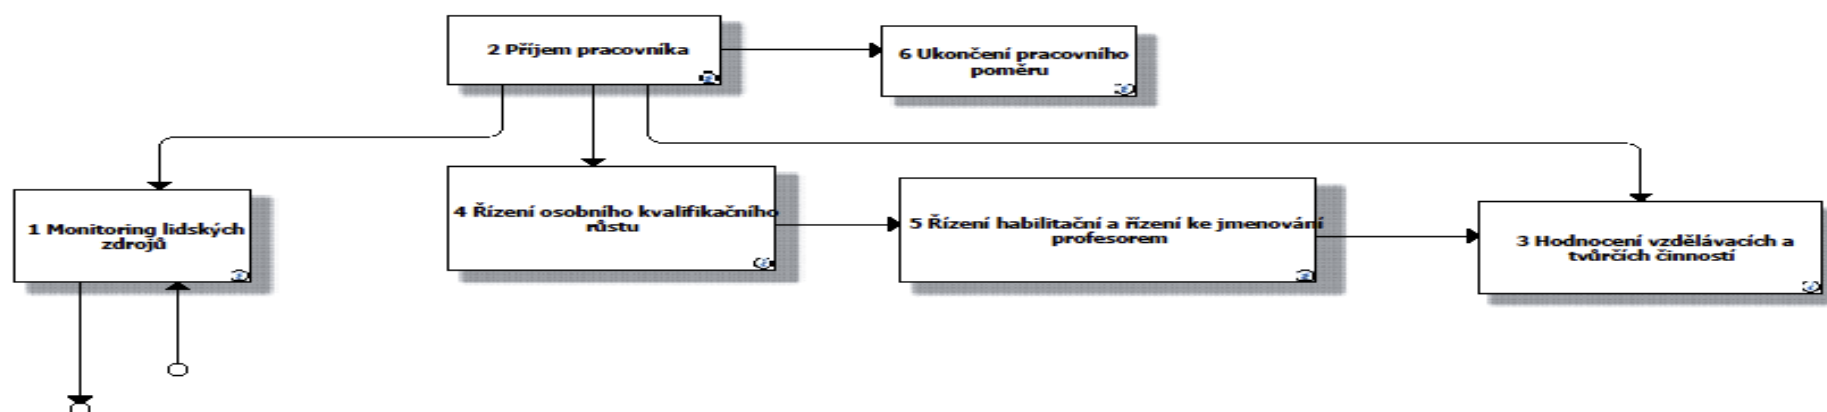 2 Příjem pracovníka
6 Ukončení pracovního
poměru
1 Monitoring lidských
zdrojů
4 Řízení osobního kvalifikačního
růstu
5 Řízení habilitační a řízení ke jmenování
profesorem
3 Hodnocení vzdělávacích a
tvůrčích činností